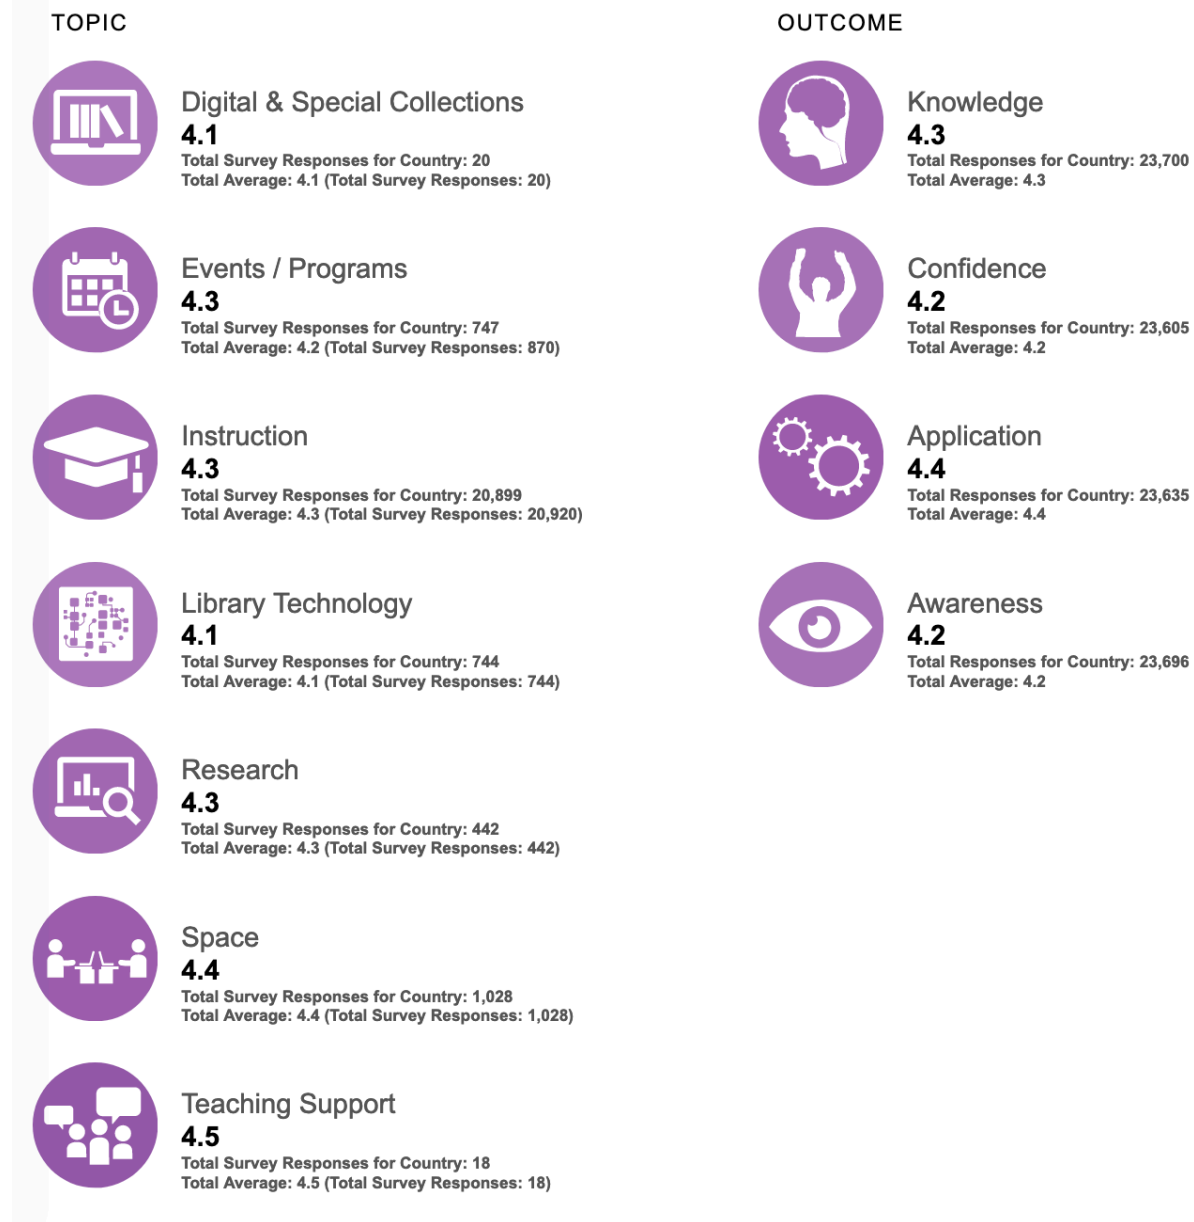 TOPIC
Digital & Special Collections
4.1
Total Survey Responses for Country: 20
Total Average: 4.1 (Total Survey Responses: 20)
Events / Programs
4.3
Total Survey Responses for Country: 747
Total Average: 4.2 (Total Survey Responses: 870)
Instruction
4.3
Total Survey Responses for Country: 20,899
Total Average: 4.3 (Total Survey Responses: 20,920)
Library Technology
4.1
Total Survey Responses for Country: 744
Total Average: 4.1 (Total Survey Responses: 744)
Research
4.3
Total Survey Responses for Country: 442
Total Average: 4.3 (Total Survey Responses: 442)
Space
4.4
Total Survey Responses for Country: 1,028
Total Average: 4.4 (Total Survey Responses: 1,028)
Teaching Support
4.5
Total Survey Responses for Country: 18
Total Average: 4.5 (Total Survey Responses: 18)
OUTCOME
Knowledge
4.3
Total Responses for Country: 23,700
Total Average: 4.3
Confidence
4.2
Total Responses for Country: 23,605
Total Average: 4.2
Application
4.4
Total Responses for Country: 23,635
Total Average: 4.4
Awareness
4.2
Total Responses for Country: 23,696
Total Average: 4.2